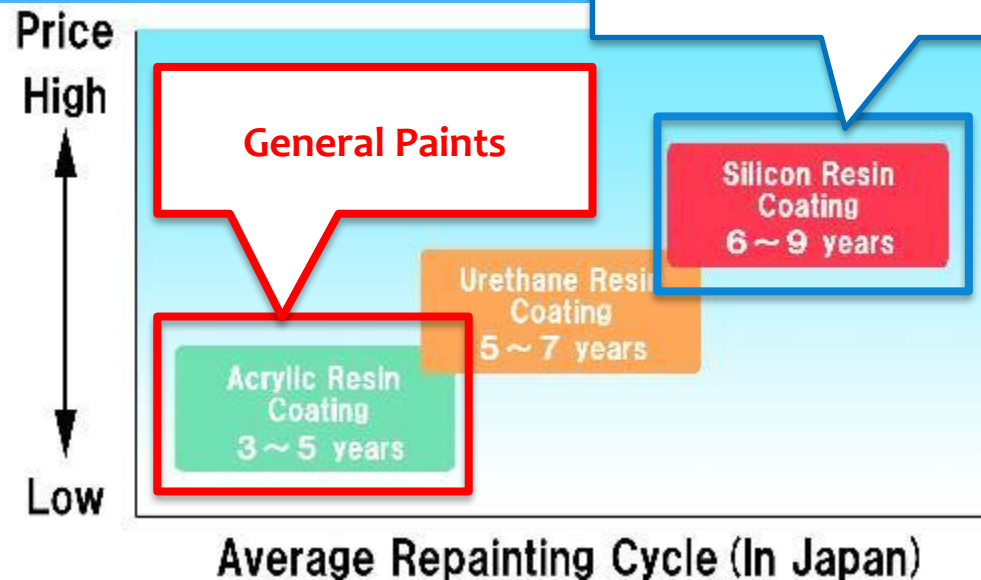 Price
High
General Paints
Silicon Resin
Coating
6～9 years
Urethane Resin
Coating
5～7 years
Acrylic Resin
Coating
3～5 years
Low
Average Repainting Cycle (In Japan)